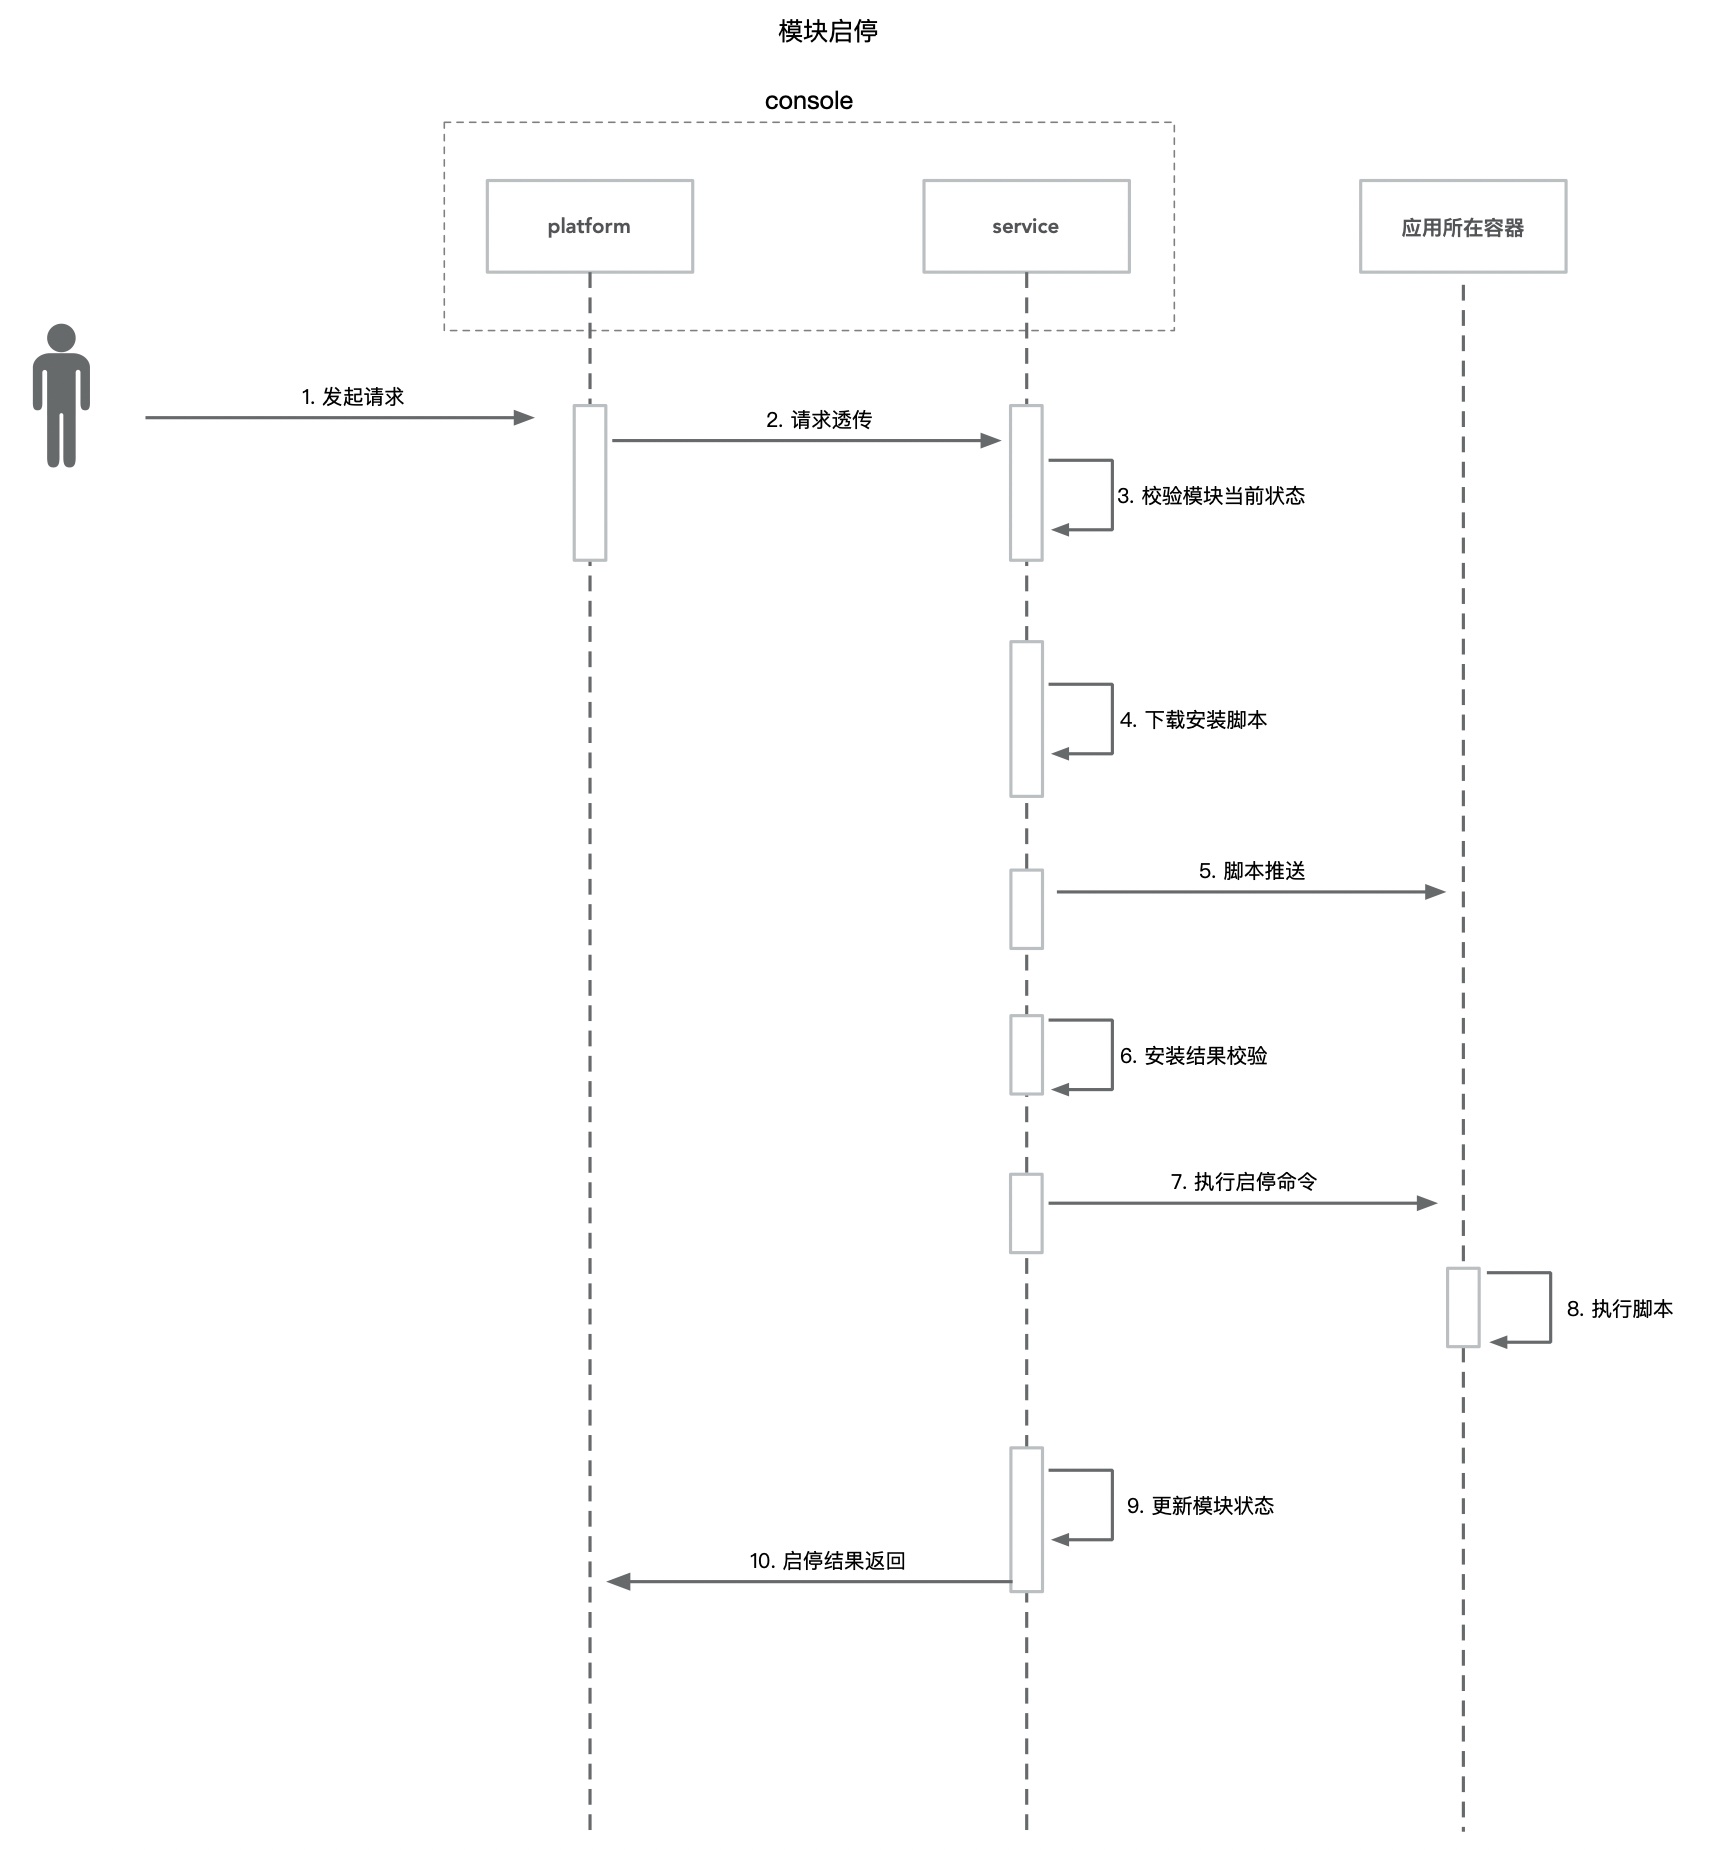 模块启停
console
platform
service
应用所在容器
1. 发起请求
2. 请求透传
3. 校验模块当前状态
4. 下载安装脚本
5. 脚本推送
6. 安装结果校验
7. 执行启停命令
8. 执行脚本
9. 更新模块状态
10. 启停结果返回